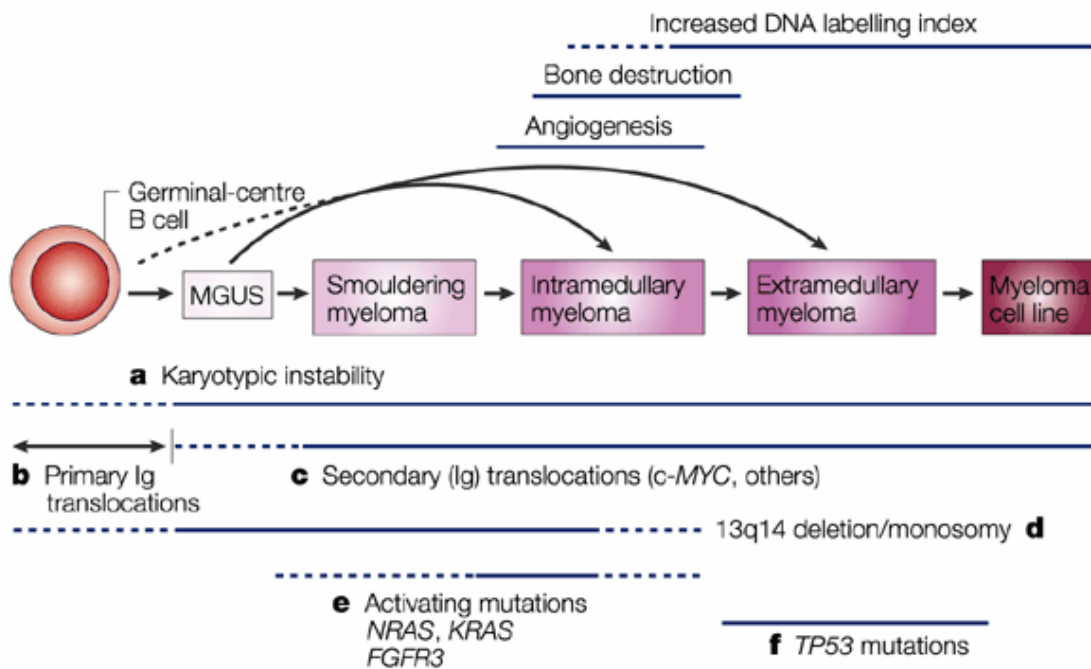 Increased DNA labelling index
Bone destruction
Angiogenesis
Germinal-centre
B cell
MGUS
Smouldering
myeloma
Intramedullary
myeloma
Extramedullary
myeloma
Myeloma
cell line
a Karyotypic instability
b Primary Ig
translocations
c Secondary (Ig) translocations (c-MYC, others)
13q14 deletion/monosomy d
e Activating mutations
NRAS, KRAS
FGFR3
f TP53 mutations